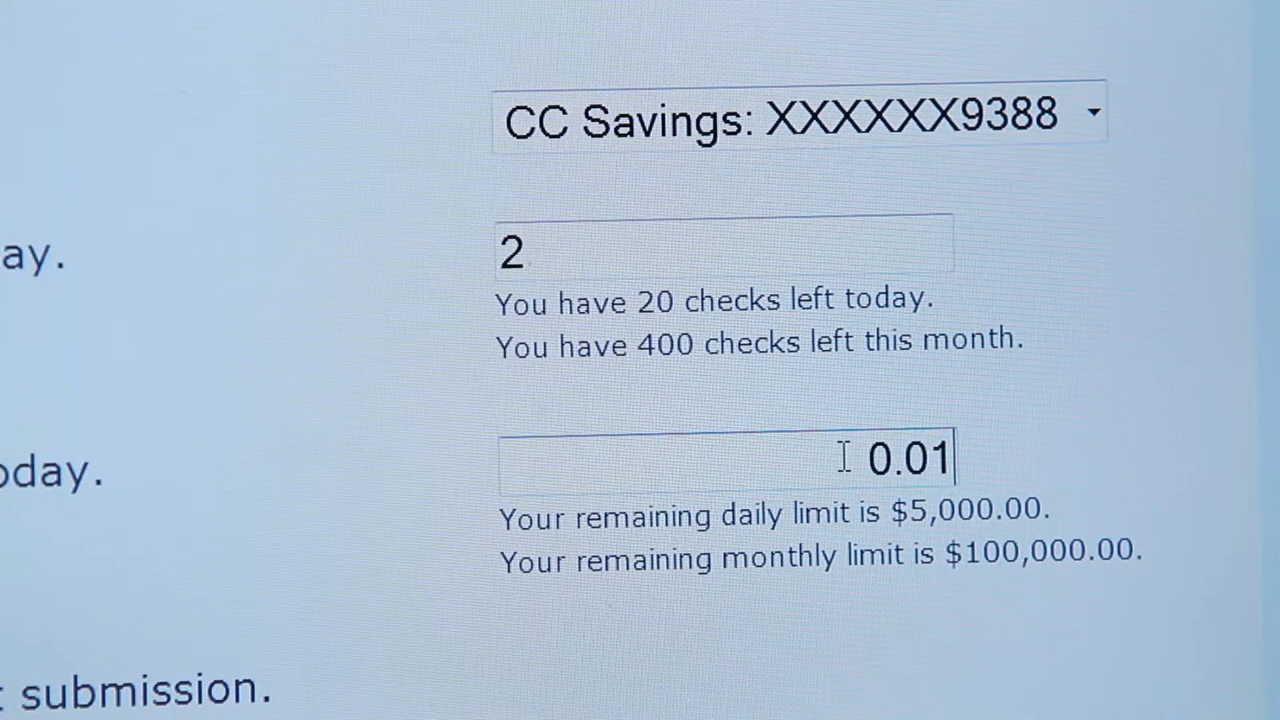 CC Savings: XXXXXX9388
ay.
2
You have 20 checks left today.
You have 400 checks left this month.
oday.
0.01
Your remaining daily limit is $5,000.00.
Your remaining monthly limit is $100,000.00.
submission.